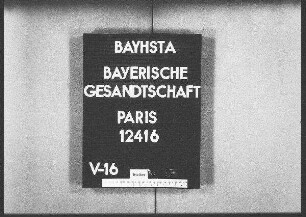 BAYHSTA
BAYERISCHE
GESANDTSCHAFT
PARIS
12416
V-16